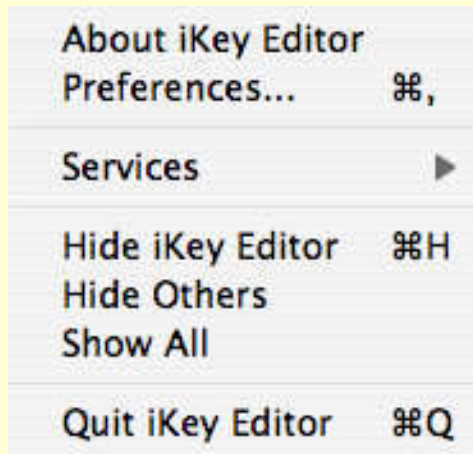 About iKey Editor
Preferences... ⌘,
Services ▶
Hide iKey Editor ⌘H
Hide Others
Show All
Quit iKey Editor ⌘Q